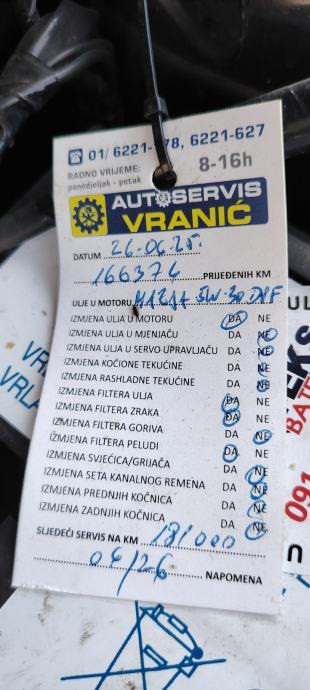 01/6221-178, 6221-627
RADNO VRIJEME:
ponedjeljak - petak 8-16h
AUTOSERVIS
VRANIĆ
DATUM 26.06.25.
PRIJEĐENIH KM
ULJE U MOTORU 5W-30 DPF
IZMJENA ULJA U MOTORU DA NE
IZMJENA ULJA U MJENJAČU DA NE
IZMJENA ULJA U SERVO UPRAVLJAČU DA NE
IZMJENA KOČIONE TEKUĆINE DA NE
IZMJENA RASHLADNE TEKUĆINE DA NE
IZMJENA FILTERA ULJA DA NE
IZMJENA FILTERA ZRAKA DA NE
IZMJENA FILTERA GORIVA DA NE
IZMJENA FILTERA PELUDI DA NE
IZMJENA SVJEĆICA/GRIJAČA DA NE
IZMJENA SETA KANALNOG REMENA DA NE
IZMJENA PREDNJIH KOČNICA DA NE
IZMJENA ZADNJIH KOČNICA DA NE
SLJEDEĆI SERVIS NA KM 181000
06/26 NAPOMENA
091